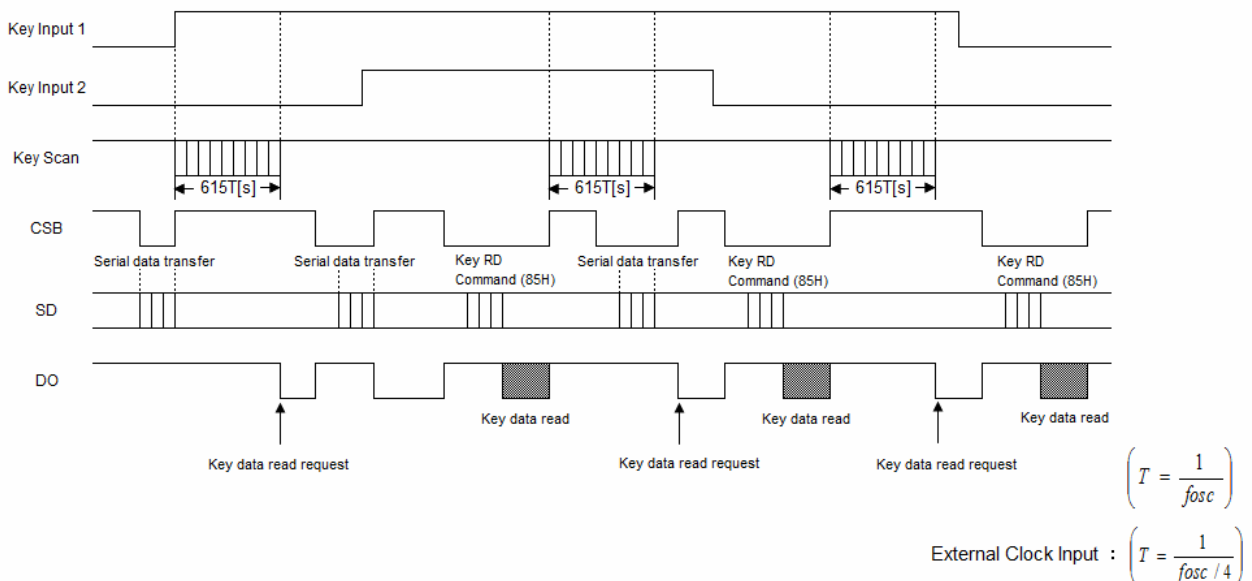 Key Input 1
Key Input 2
Key Scan
615T[s] 615T[s] 615T[s]
CSB
Serial data transfer Serial data transfer Key RD Serial data transfer Key RD Key RD
Command (85H) Command (85H) Command (85H)
SD
DO
Key data read Key data read Key data read
Key data read request Key data read request Key data read request
( T = 1 / fosc )
External Clock Input : ( T = 1 / (fosc / 4) )